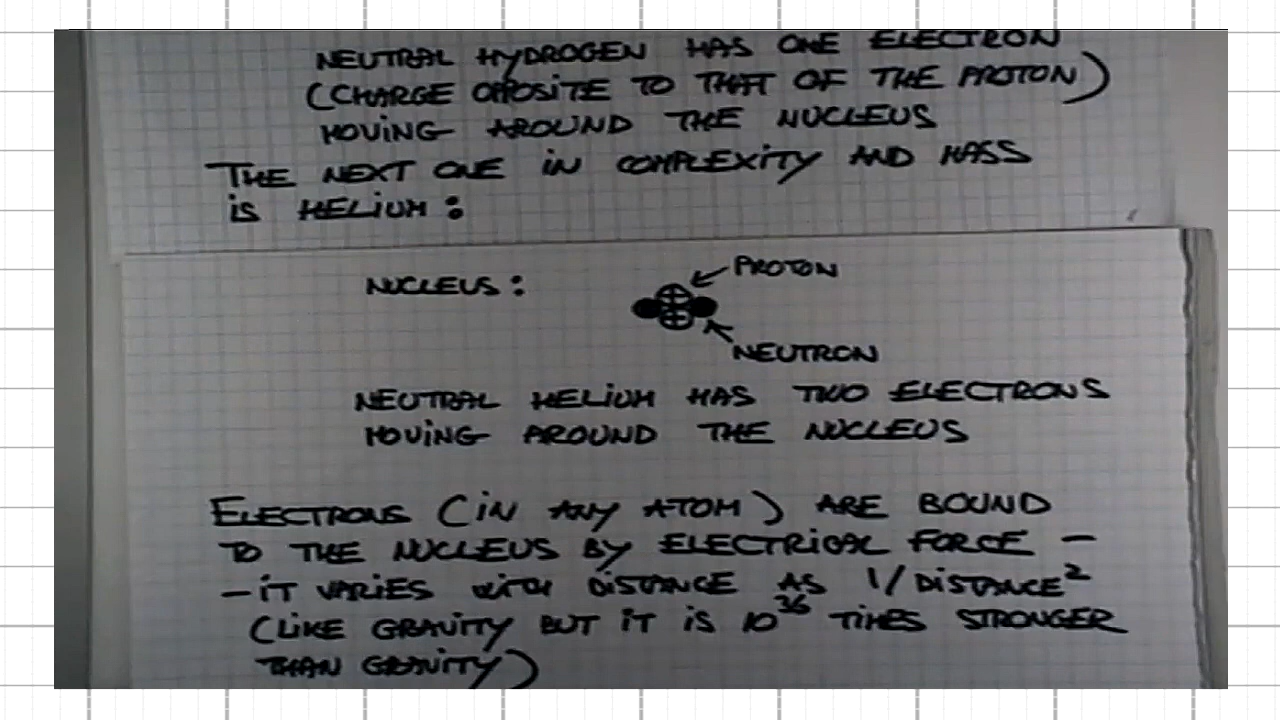 NEUTRAL HYDROGEN HAS ONE ELECTRON
(CHARGE OPPOSITE TO THAT OF THE PROTON)
MOVING AROUND THE NUCLEUS
THE NEXT ONE IN COMPLEXITY AND MASS
IS HELIUM:
NUCLEUS:
PROTON
NEUTRON
NEUTRAL HELIUM HAS TWO ELECTRONS
MOVING AROUND THE NUCLEUS
ELECTRONS (IN ANY ATOM) ARE BOUND
TO THE NUCLEUS BY ELECTRICAL FORCE -
- IT VARIES WITH DISTANCE AS 1/DISTANCE²
(LIKE GRAVITY BUT IT IS 10³⁶ TIMES STRONGER
THAN GRAVITY)